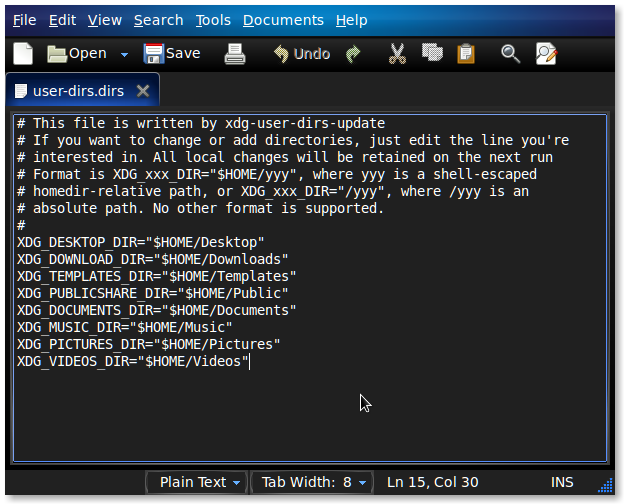 File Edit View Search Tools Documents Help
Open Save Undo
user-dirs.dirs
# This file is written by xdg-user-dirs-update
# If you want to change or add directories, just edit the line you're
# interested in. All local changes will be retained on the next run
# Format is XDG_xxx_DIR="$HOME/yyy", where yyy is a shell-escaped
# homedir-relative path, or XDG_xxx_DIR="/yyy", where /yyy is an
# absolute path. No other format is supported.
#
XDG_DESKTOP_DIR="$HOME/Desktop"
XDG_DOWNLOAD_DIR="$HOME/Downloads"
XDG_TEMPLATES_DIR="$HOME/Templates"
XDG_PUBLICSHARE_DIR="$HOME/Public"
XDG_DOCUMENTS_DIR="$HOME/Documents"
XDG_MUSIC_DIR="$HOME/Music"
XDG_PICTURES_DIR="$HOME/Pictures"
XDG_VIDEOS_DIR="$HOME/Videos"
Plain Text Tab Width: 8 Ln 15, Col 30 INS